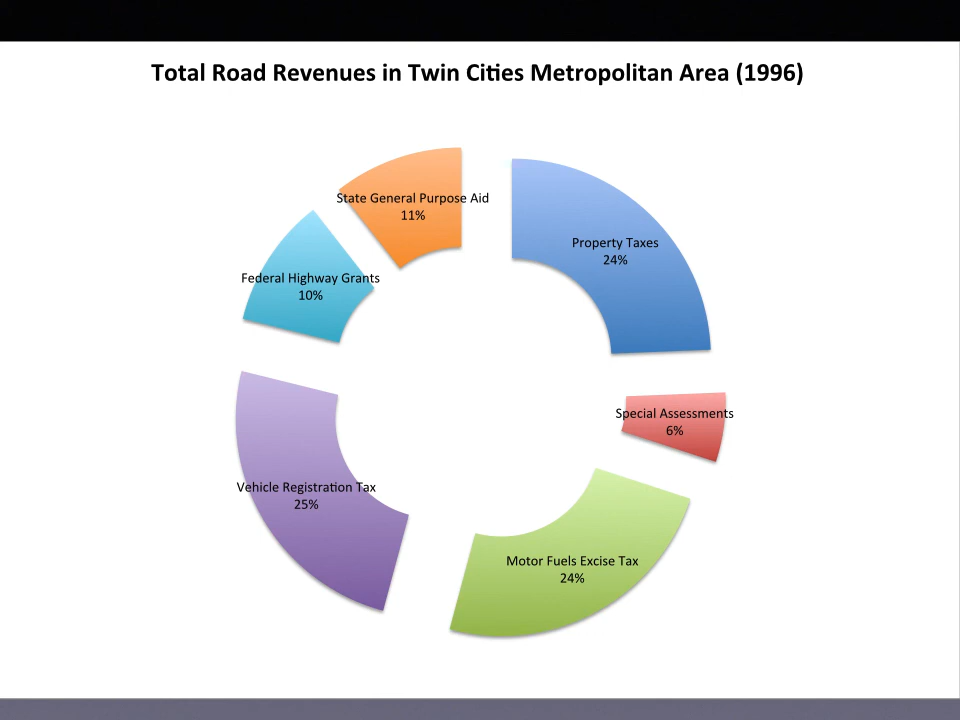 Total Road Revenues in Twin Cities Metropolitan Area (1996)
State General Purpose Aid
11%
Property Taxes
24%
Federal Highway Grants
10%
Special Assessments
6%
Vehicle Registration Tax
25%
Motor Fuels Excise Tax
24%